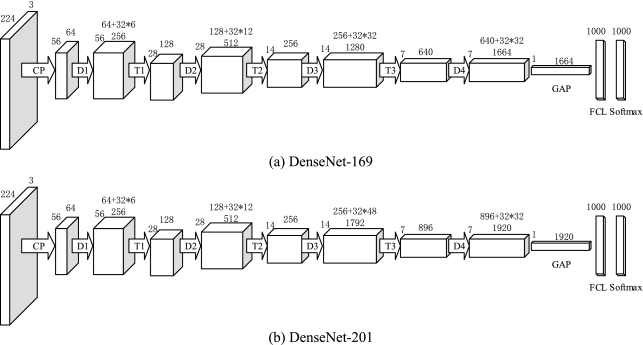 3
224
64+32*6
128+32*12
256+32*32
640+32*32
1000
1000
64
56
56
256
128
28
28
512
14
256
14
1280
7
640
7
1664
1
1664
CP
D1
T1
D2
T2
D3
T3
D4
GAP
FCL
Softmax
(a) DenseNet-169
3
224
64+32*6
128+32*12
256+32*48
896+32*32
1000
1000
64
56
56
256
128
28
28
512
14
256
14
1792
7
896
7
1920
1
1920
CP
D1
T1
D2
T2
D3
T3
D4
GAP
FCL
Softmax
(b) DenseNet-201